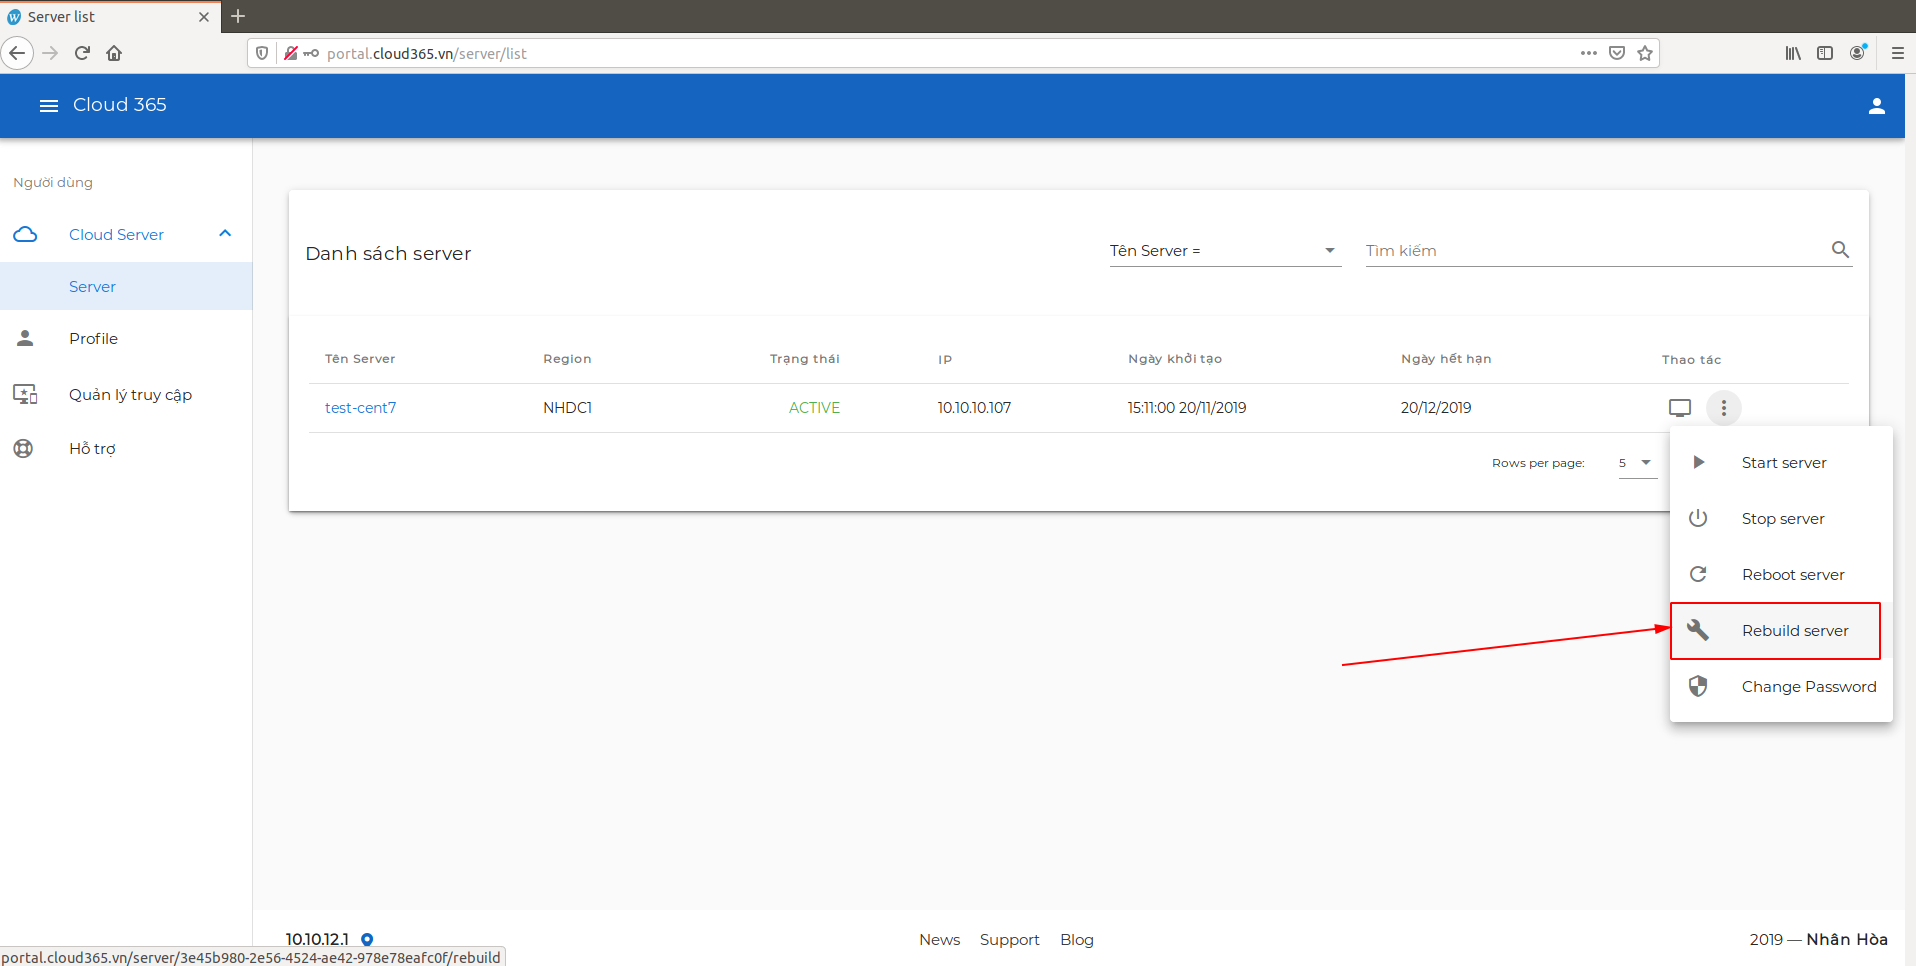 Server list
portal.cloud365.vn/server/list
Cloud 365
Người dùng
Cloud Server
Server
Profile
Quản lý truy cập
Hỗ trợ
Danh sách server
Tên Server =
Tìm kiếm
Tên Server Region Trạng thái IP Ngày khởi tạo Ngày hết hạn Thao tác
test-cent7 NHDC1 ACTIVE 10.10.10.107 15:11:00 20/11/2019 20/12/2019
Rows per page: 5
Start server
Stop server
Reboot server
Rebuild server
Change Password
10.10.12.1 News Support Blog 2019 — Nhân Hòa
portal.cloud365.vn/server/3e45b980-2e56-4524-ae42-978e78eafc0f/rebuild